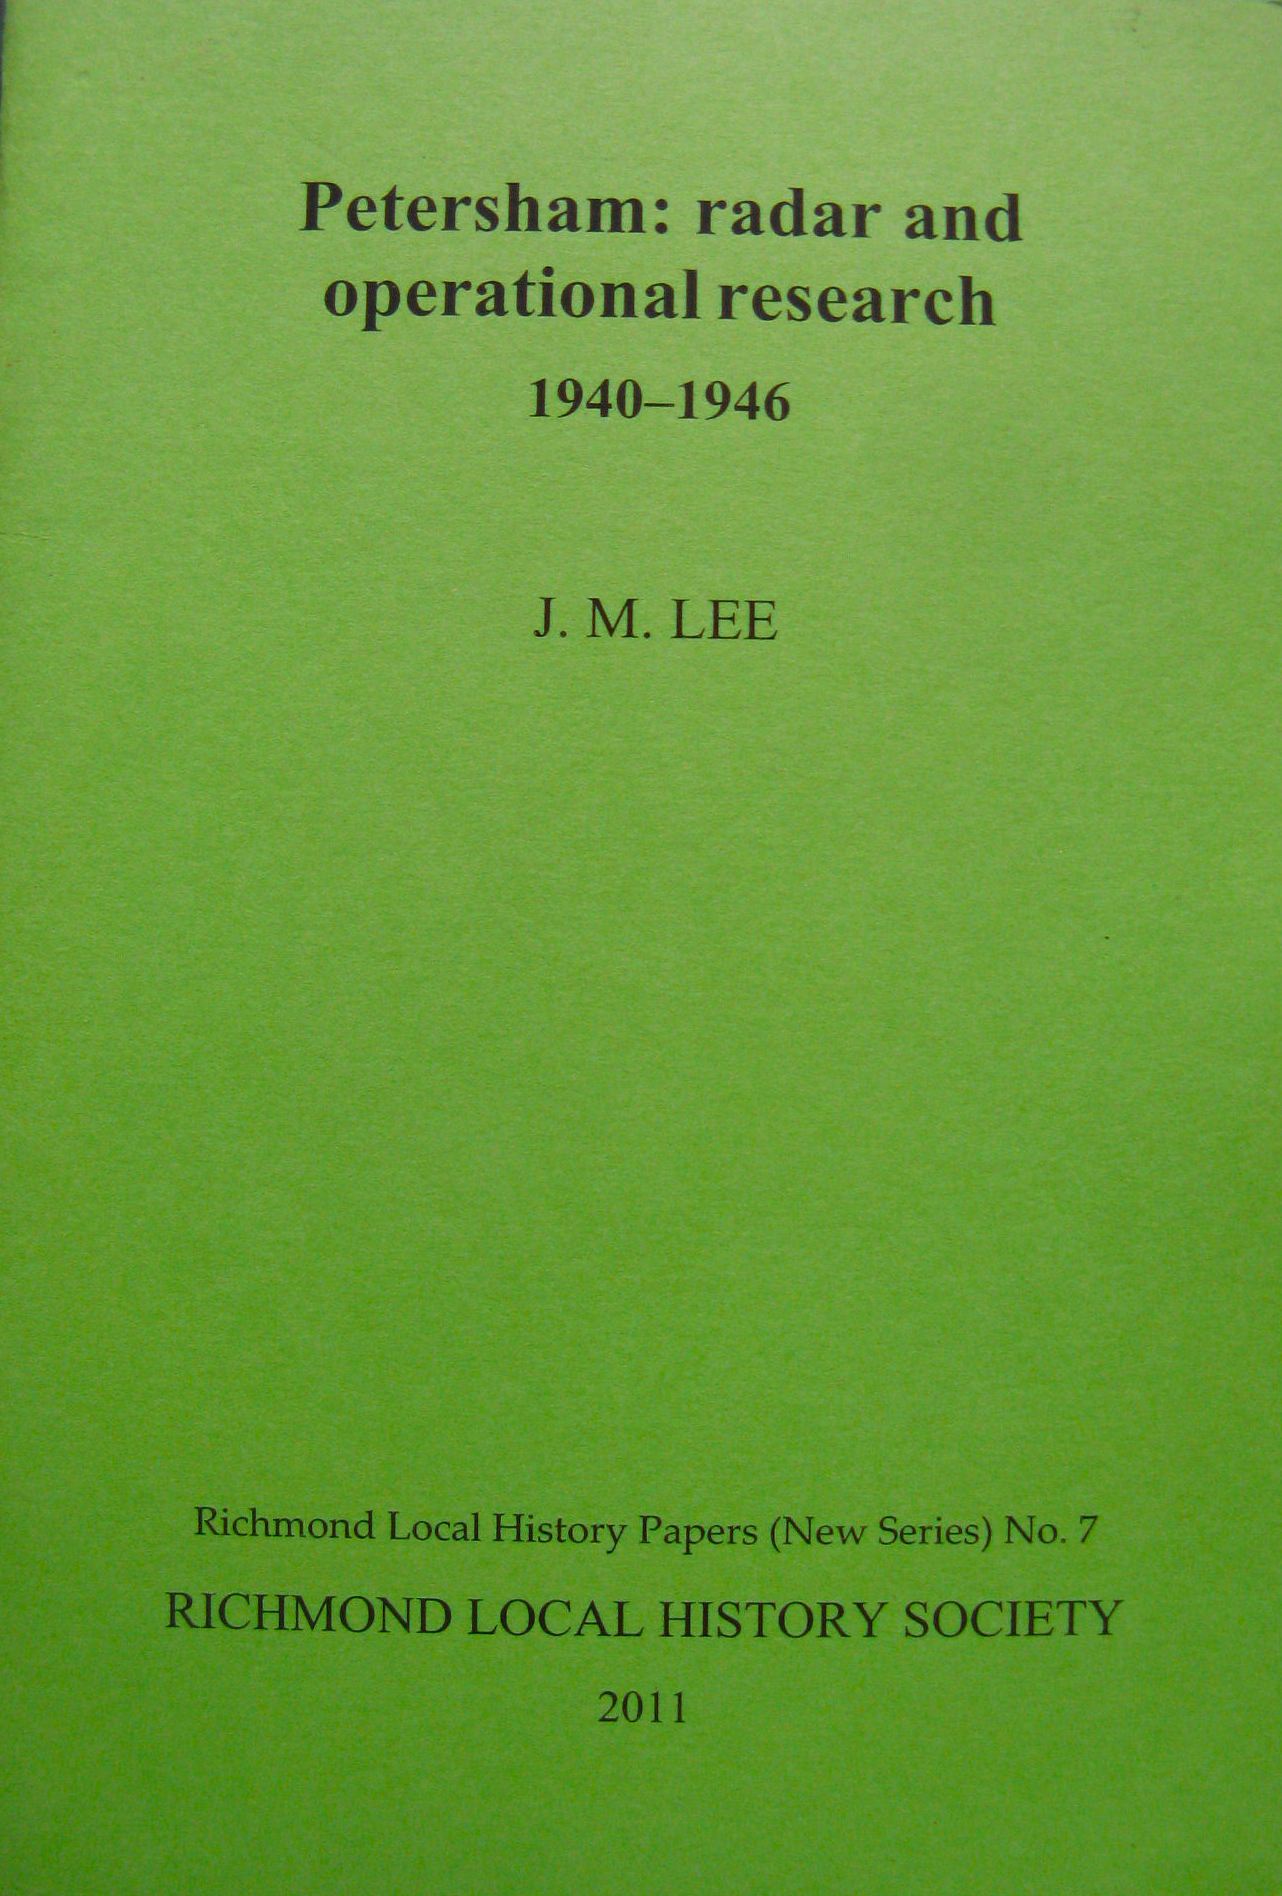 Petersham: radar and
operational research
1940–1946
J. M. LEE
Richmond Local History Papers (New Series) No. 7
RICHMOND LOCAL HISTORY SOCIETY
2011